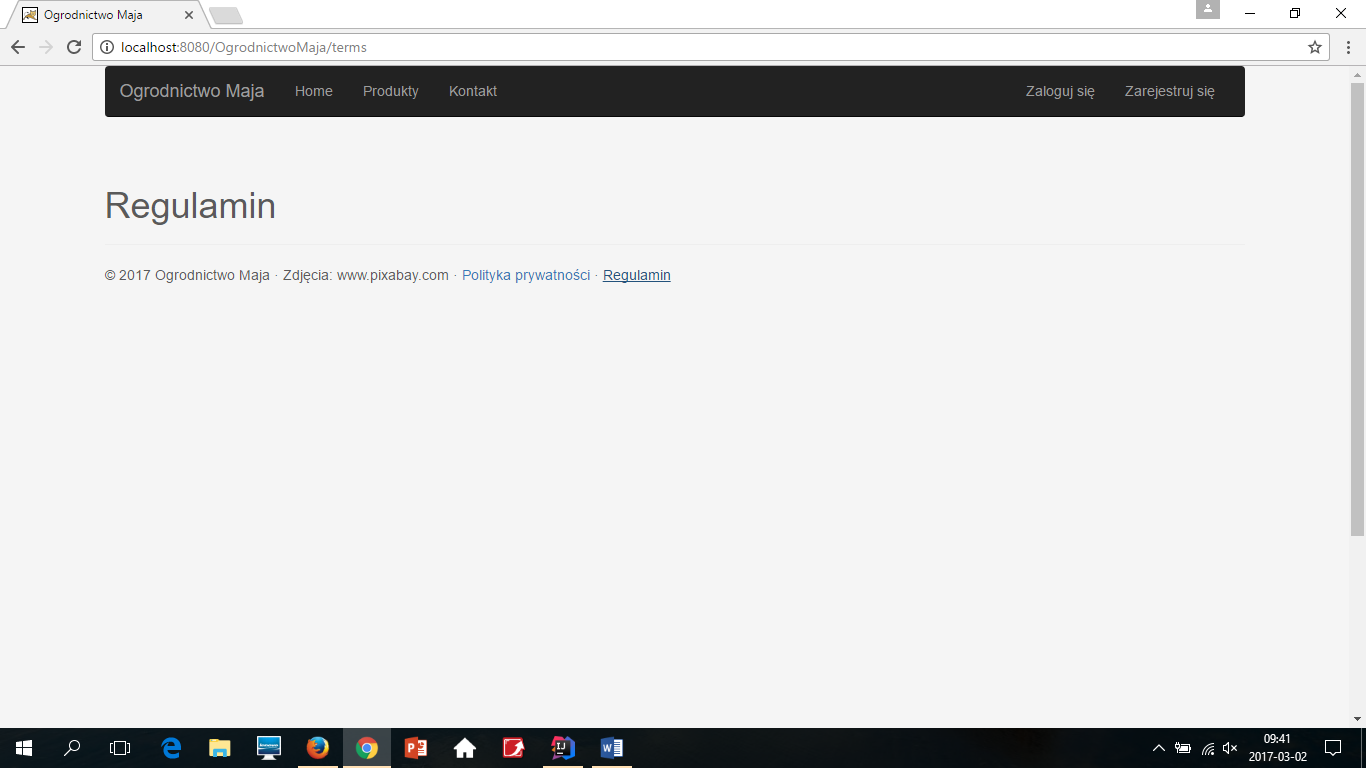 Ogrodnictwo Maja
localhost:8080/OgrodnictwoMaja/terms
Ogrodnictwo Maja Home Produkty Kontakt Zaloguj się Zarejestruj się
Regulamin
© 2017 Ogrodnictwo Maja · Zdjęcia: www.pixabay.com · Polityka prywatności · Regulamin
09:41
2017-03-02